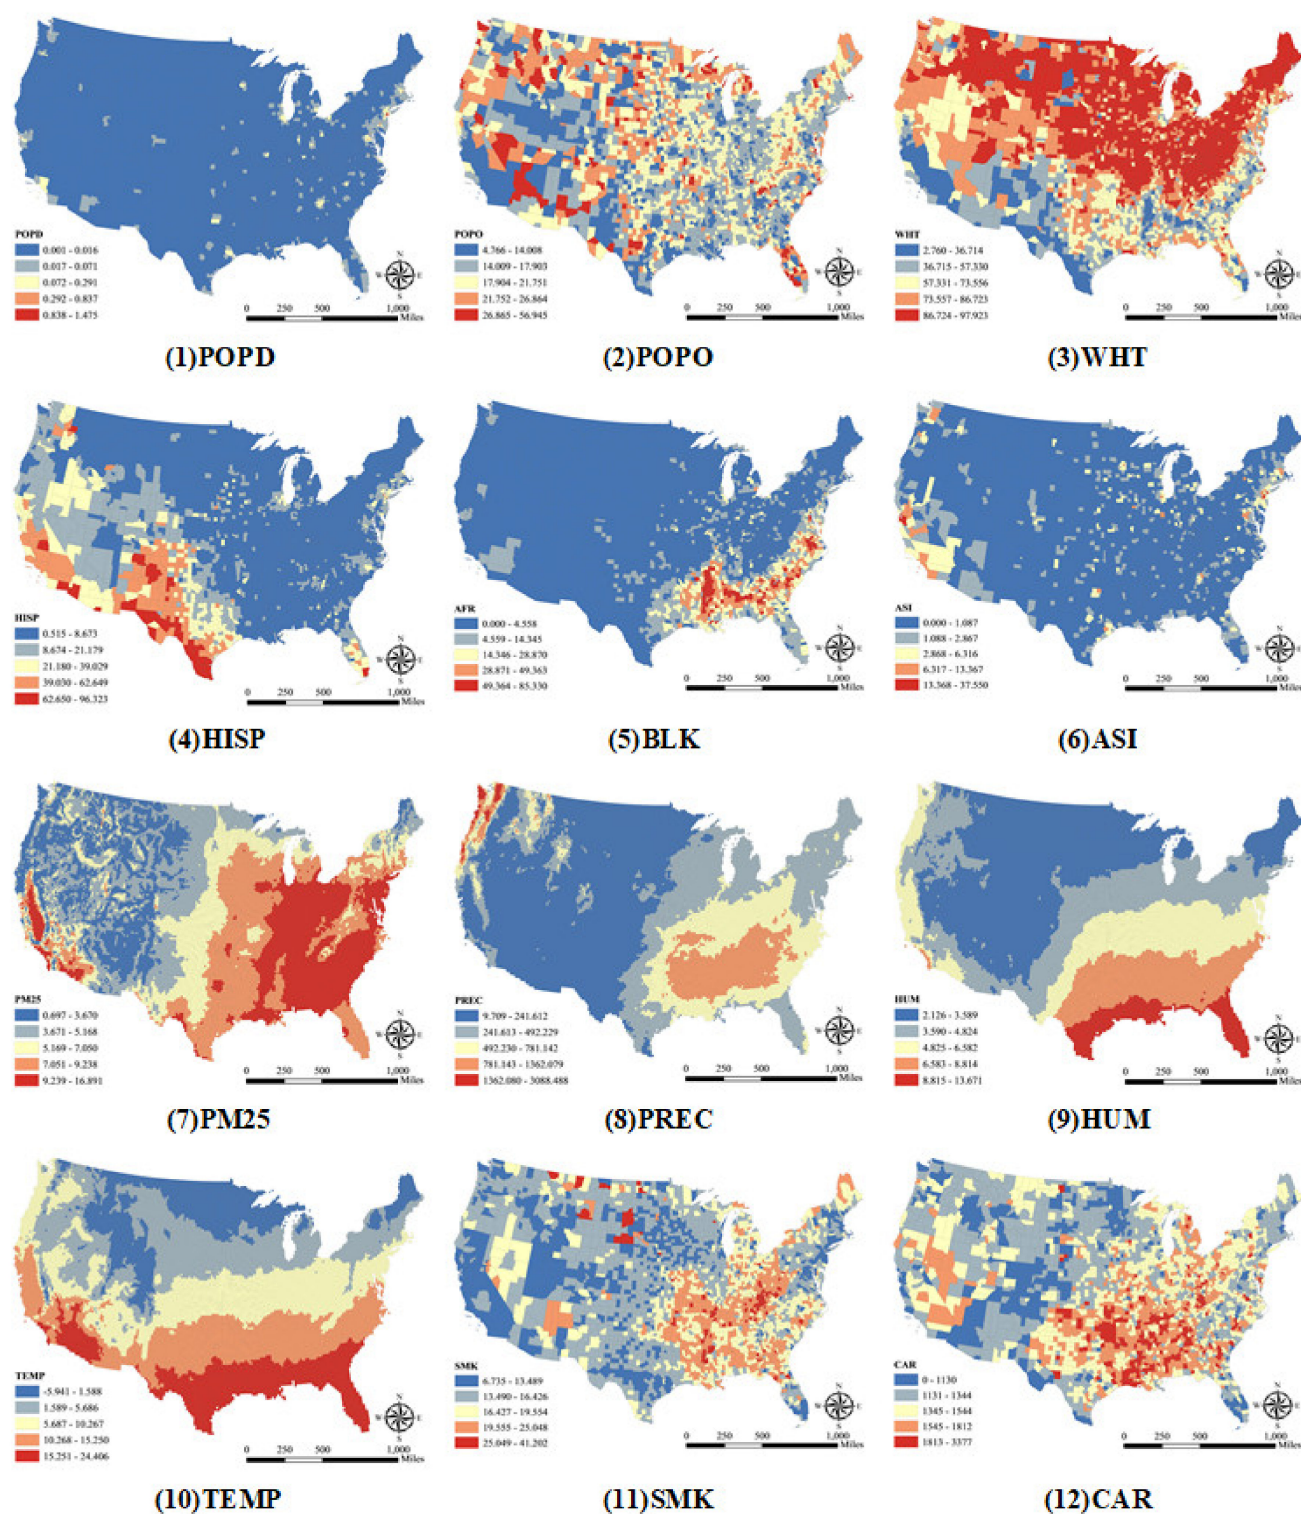 POPD
0.001 - 0.016
0.017 - 0.071
0.072 - 0.291
0.292 - 0.837
0.838 - 1.475
N
W E
S
0 250 500 1,000
Miles
(1)POPD
POPO
4.766 - 14.008
14.009 - 17.903
17.904 - 21.751
21.752 - 26.864
26.865 - 56.945
N
W E
S
0 250 500 1,000
Miles
(2)POPO
WHT
2.760 - 36.714
36.715 - 57.330
57.331 - 73.556
73.557 - 86.723
86.724 - 97.923
N
W E
S
0 250 500 1,000
Miles
(3)WHT
HISP
0.515 - 8.673
8.674 - 21.179
21.180 - 39.029
39.030 - 62.649
62.650 - 96.323
N
W E
S
0 250 500 1,000
Miles
(4)HISP
AFR
0.000 - 4.558
4.559 - 14.345
14.346 - 28.870
28.871 - 49.363
49.364 - 85.330
N
W E
S
0 250 500 1,000
Miles
(5)BLK
ASI
0.000 - 1.087
1.088 - 2.867
2.868 - 6.316
6.317 - 13.367
13.368 - 37.550
N
W E
S
0 250 500 1,000
Miles
(6)ASI
PM25
0.697 - 3.670
3.671 - 5.168
5.169 - 7.050
7.051 - 9.238
9.239 - 16.891
N
W E
S
0 250 500 1,000
Miles
(7)PM25
PREC
9.709 - 241.612
241.613 - 492.229
492.230 - 781.142
781.143 - 1362.079
1362.080 - 3088.488
N
W E
S
0 250 500 1,000
Miles
(8)PREC
HUM
2.126 - 3.589
3.590 - 4.824
4.825 - 6.582
6.583 - 8.814
8.815 - 13.671
N
W E
S
0 250 500 1,000
Miles
(9)HUM
TEMP
-5.941 - 1.588
1.589 - 5.686
5.687 - 10.267
10.268 - 15.250
15.251 - 24.406
N
W E
S
0 250 500 1,000
Miles
(10)TEMP
SMK
6.735 - 13.489
13.490 - 16.426
16.427 - 19.554
19.555 - 25.048
25.049 - 41.202
N
W E
S
0 250 500 1,000
Miles
(11)SMK
CAR
0 - 1130
1131 - 1344
1345 - 1544
1545 - 1812
1813 - 3377
N
W E
S
0 250 500 1,000
Miles
(12)CAR